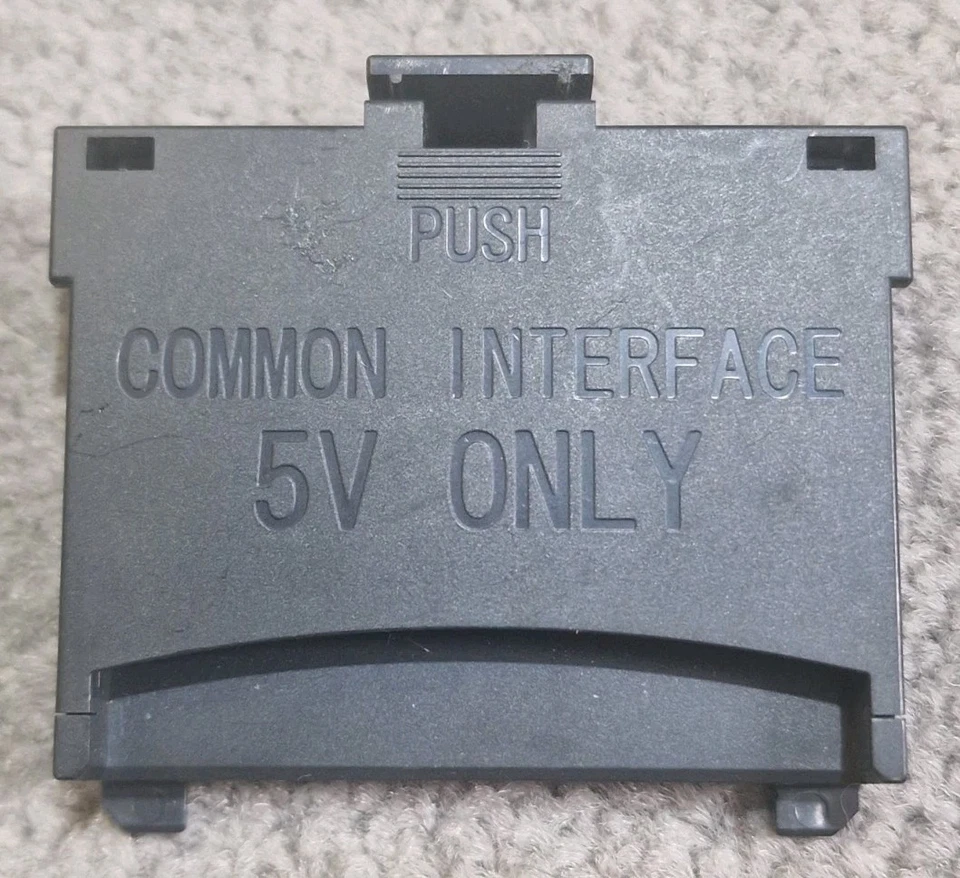 PUSH
COMMON INTERFACE
5V ONLY